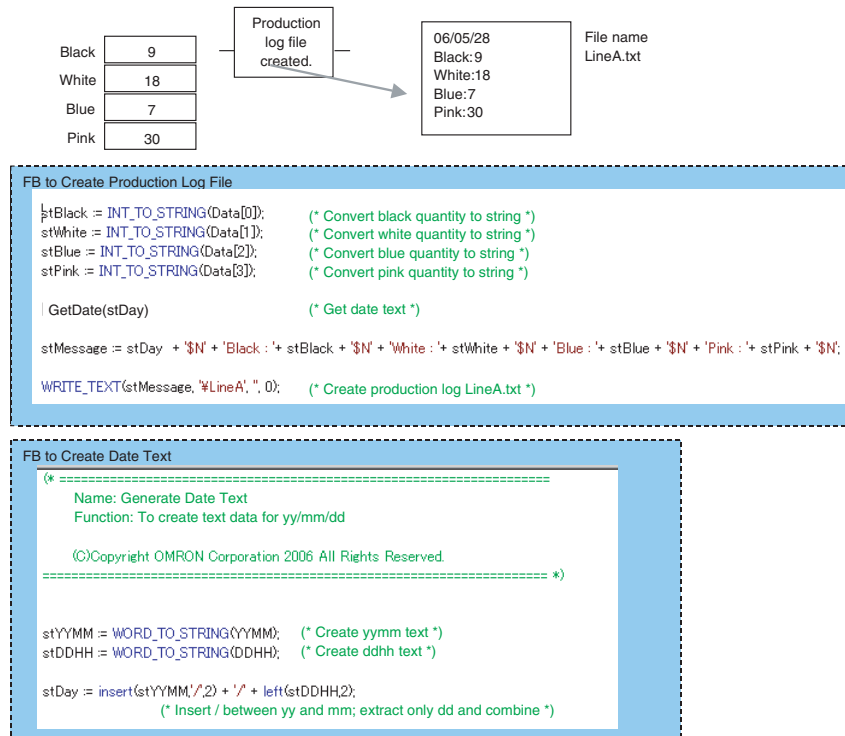 Black 9
White 18
Blue 7
Pink 30
Production
log file
created.
06/05/28
Black:9
White:18
Blue:7
Pink:30
File name
LineA.txt
FB to Create Production Log File
stBlack := INT_TO_STRING(Data[0]); (* Convert black quantity to string *)
stWhite := INT_TO_STRING(Data[1]); (* Convert white quantity to string *)
stBlue := INT_TO_STRING(Data[2]); (* Convert blue quantity to string *)
stPink := INT_TO_STRING(Data[3]); (* Convert pink quantity to string *)
GetDate(stDay) (* Get date text *)
stMessage := stDay + '$N' + 'Black : '+ stBlack + '$N' + 'White : '+ stWhite + '$N' + 'Blue : '+ stBlue + '$N' + 'Pink : '+ stPink + '$N';
WRITE_TEXT(stMessage, '¥LineA', '', 0); (* Create production log LineA.txt *)
FB to Create Date Text
(* ====================================================================
Name: Generate Date Text
Function: To create text data for yy/mm/dd
(C)Copyright OMRON Corporation 2006 All Rights Reserved.
====================================================================== *)
stYYMM := WORD_TO_STRING(YYMM); (* Create yymm text *)
stDDHH := WORD_TO_STRING(DDHH); (* Create ddhh text *)
stDay := insert(stYYMM,'/',2) + '/' + left(stDDHH,2);
(* Insert / between yy and mm; extract only dd and combine *)